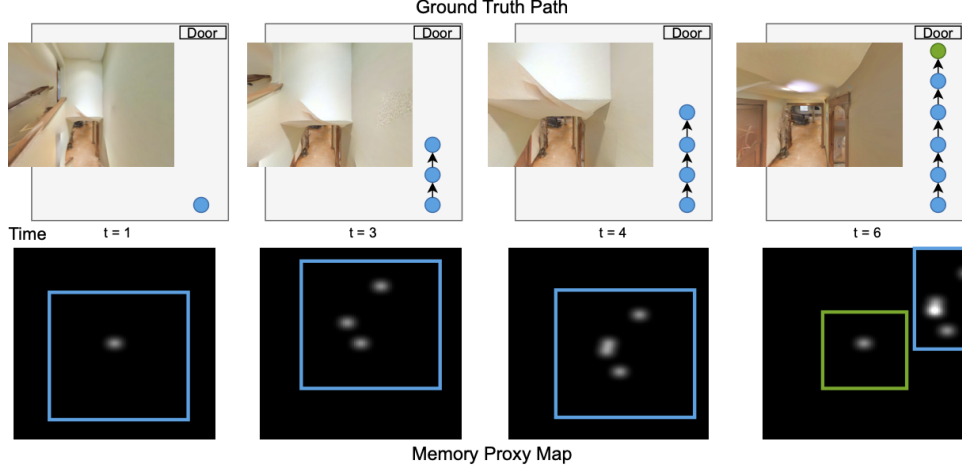 Ground Truth Path
Door
Door
Door
Door
Time
t = 1
t = 3
t = 4
t = 6
Memory Proxy Map